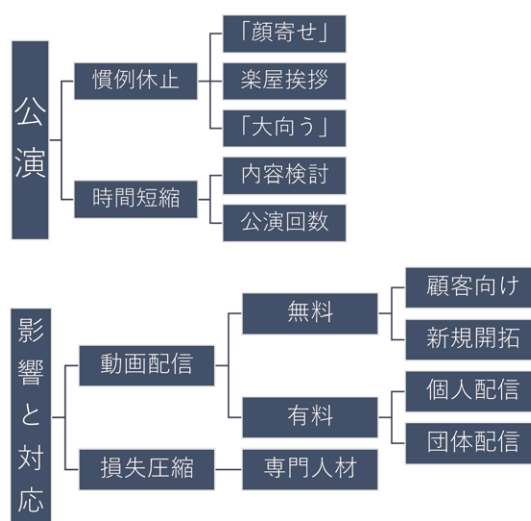 公演
慣例休止
「顔寄せ」
楽屋挨拶
「大向う」
時間短縮
内容検討
公演回数
影響と対応
動画配信
無料
顧客向け
新規開拓
有料
個人配信
団体配信
損失圧縮
専門人材